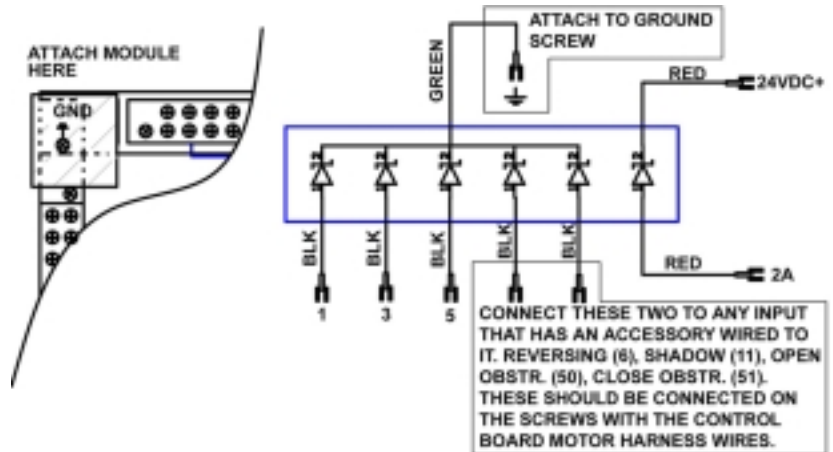 ATTACH MODULE
HERE
GND
ATTACH TO GROUND
SCREW
GREEN
RED
24VDC+
BLK
BLK
BLK
BLK
BLK
RED
2A
1
3
5
CONNECT THESE TWO TO ANY INPUT
THAT HAS AN ACCESSORY WIRED TO
IT. REVERSING (6), SHADOW (11), OPEN
OBSTR. (50), CLOSE OBSTR. (51).
THESE SHOULD BE CONNECTED ON
THE SCREWS WITH THE CONTROL
BOARD MOTOR HARNESS WIRES.